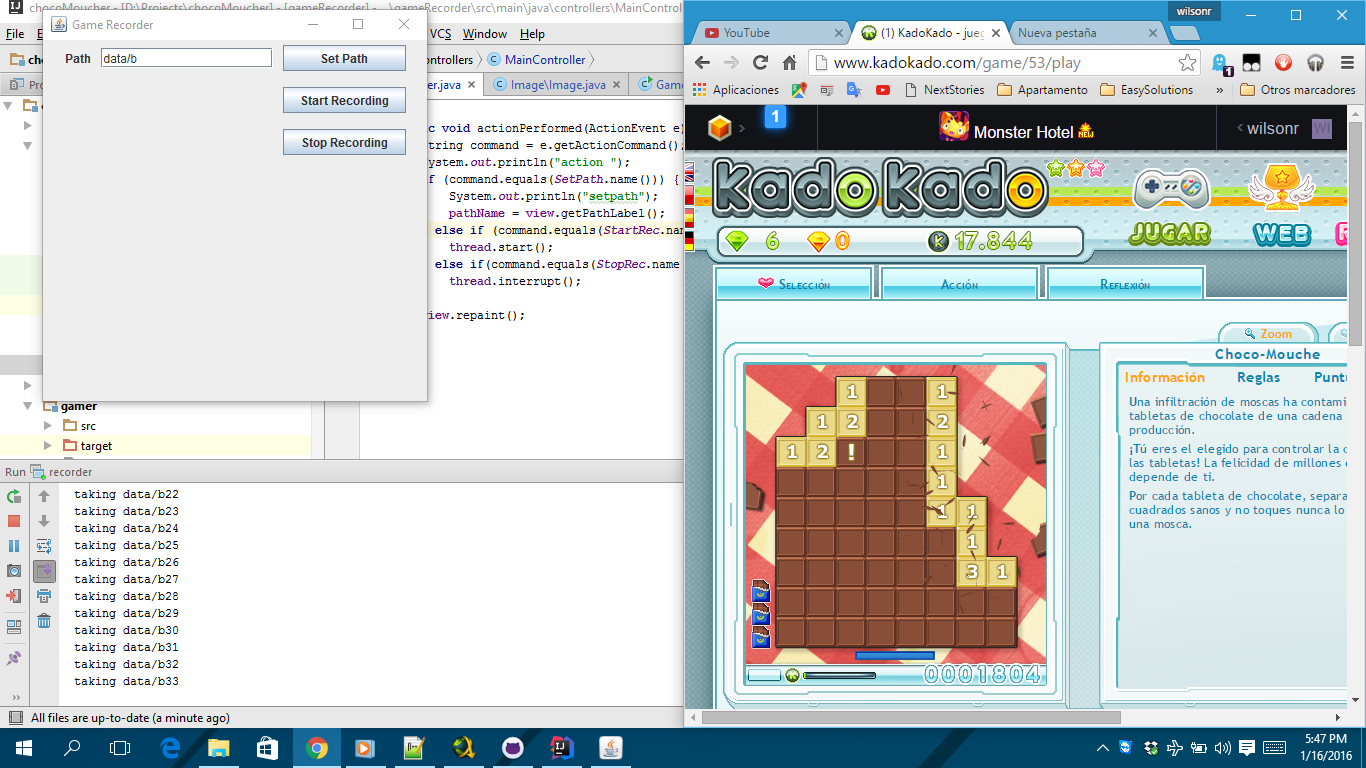 chocoMoucher - [D:\Projects\chocoMoucher] - [gameRecorder] - ...\gameRecorder\src\main\java\controllers\MainControl
Game Recorder
Path data/b Set Path
Start Recording
Stop Recording
File
VCS Window Help
MainController
Image\Image.java
void actionPerformed(ActionEvent e)
command = e.getActionCommand();
.out.println("action ");
(command.equals(SetPath.name())) {
System.out.println("setpath");
pathName = view.getPathLabel();
else if (command.equals(StartRec.na
thread.start();
else if(command.equals(StopRec.name
thread.interrupt();
.repaint();
gamer
src
target
Run recorder
taking data/b22
taking data/b23
taking data/b24
taking data/b25
taking data/b26
taking data/b27
taking data/b28
taking data/b29
taking data/b30
taking data/b31
taking data/b32
taking data/b33
All files are up-to-date (a minute ago)
wilsonr
YouTube
(1) KadoKado - jueg
Nueva pestaña
www.kadokado.com/game/53/play
1
Aplicaciones
NextStories
Apartamento
EasySolutions
»
Otros marcadores
1
Monster Hotel NEW
wilsonr WI
KadoKado
6 0 K 17.844
JUGAR WEB
Selección Acción Reflexión
Zoom
Choco-Mouche
Información Reglas Puntu
Una infiltración de moscas ha contami
tabletas de chocolate de una cadena
producción.
¡Tú eres el elegido para controlar la c
las tabletas! La felicidad de millones
depende de ti.
Por cada tableta de chocolate, separa
cuadrados sanos y no toques nunca lo
una mosca.
1 1
1 2 2
1 2 ! 1
1
1 1
1
3 1
0001804
5:47 PM
1/16/2016